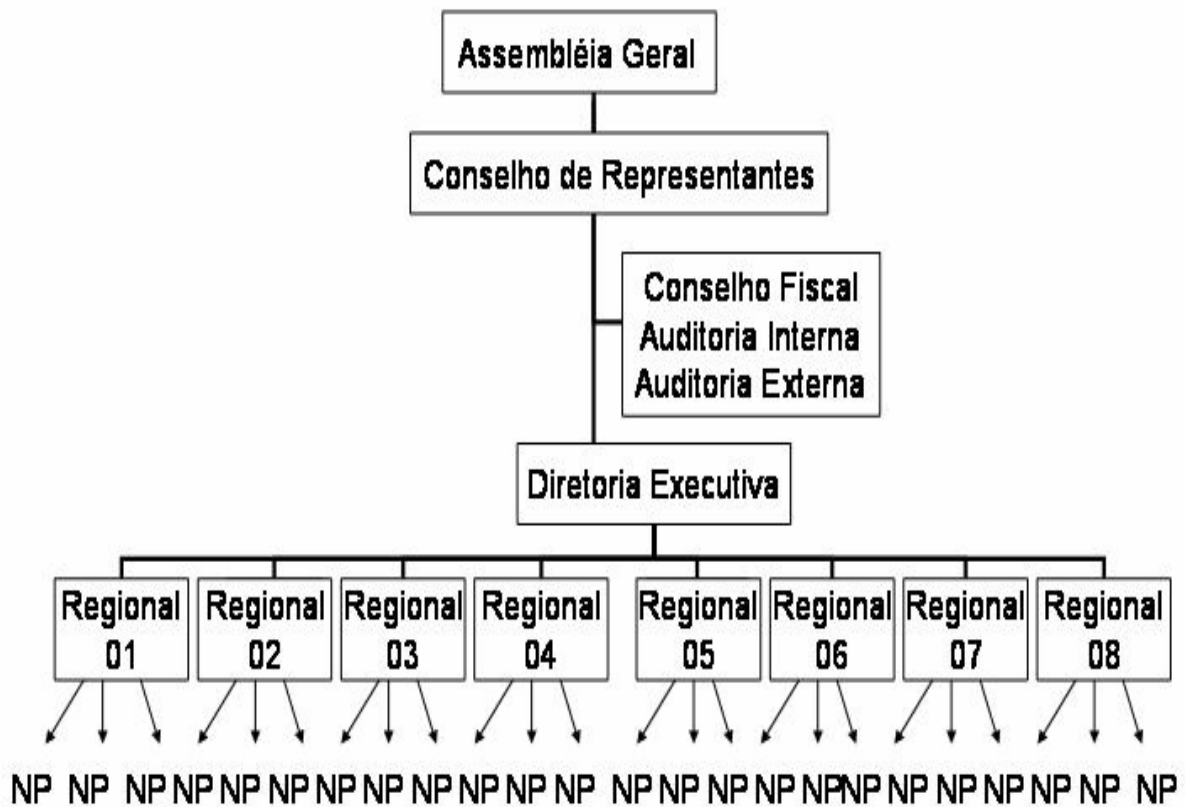 Assembléia Geral
Conselho de Representantes
Conselho Fiscal
Auditoria Interna
Auditoria Externa
Diretoria Executiva
Regional
01
Regional
02
Regional
03
Regional
04
Regional
05
Regional
06
Regional
07
Regional
08
NP NP NP NP NP NP NP NP NP NP NP NP NP NP NP NP NP NP NP NP NP NP NP NP